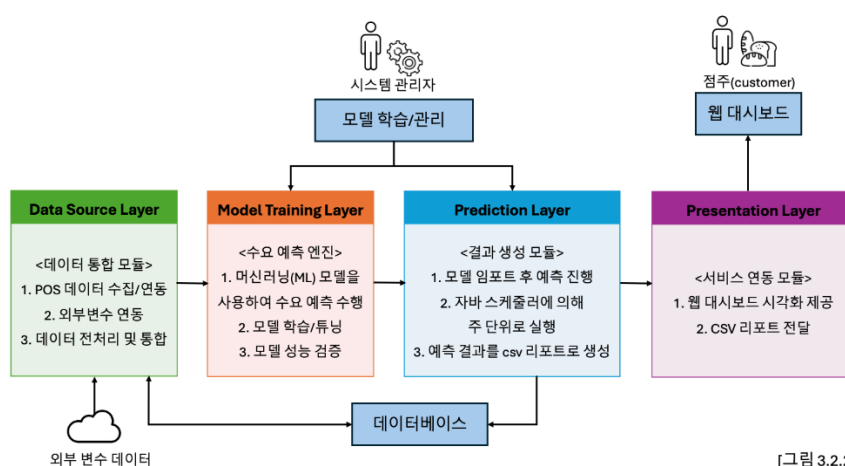 시스템 관리자
모델 학습/관리
점주(customer)
웹 대시보드
Data Source Layer
<데이터 통합 모듈>
1. POS 데이터 수집/연동
2. 외부변수 연동
3. 데이터 전처리 및 통합
Model Training Layer
<수요 예측 엔진>
1. 머신러닝(ML) 모델을
사용하여 수요 예측 수행
2. 모델 학습/튜닝
3. 모델 성능 검증
Prediction Layer
<결과 생성 모듈>
1. 모델 임포트 후 예측 진행
2. 자바 스케줄러에 의해
주 단위로 실행
3. 예측 결과를 csv 리포트로 생성
Presentation Layer
<서비스 연동 모듈>
1. 웹 대시보드 시각화 제공
2. CSV 리포트 전달
데이터베이스
외부 변수 데이터
[그림 3.2.2